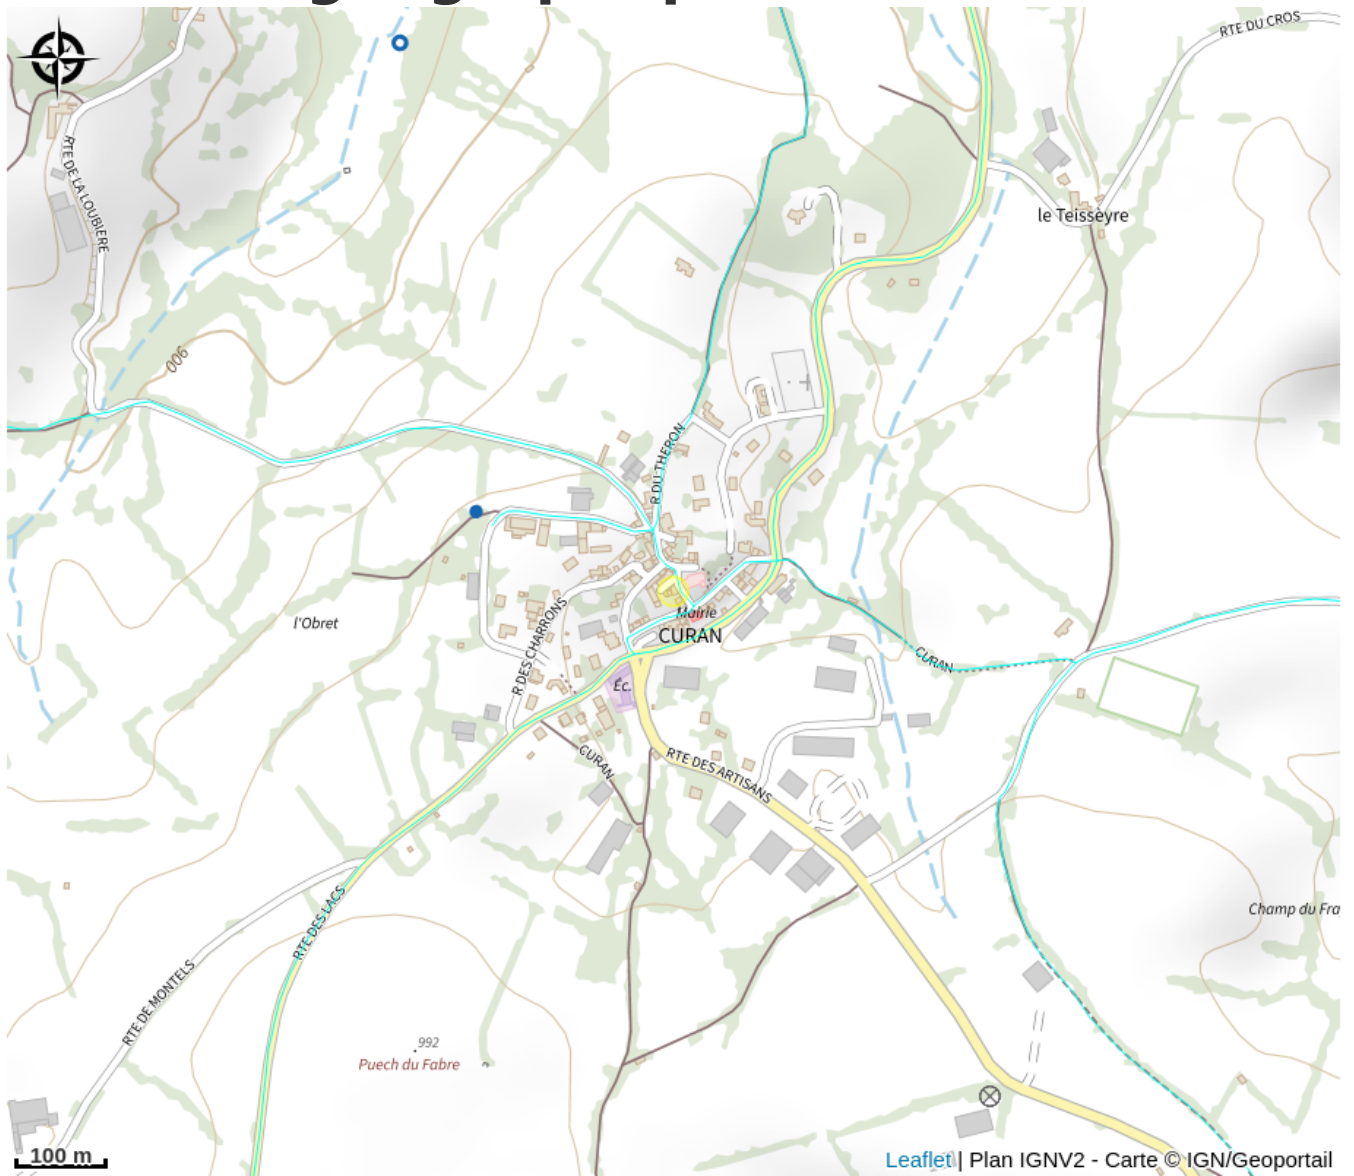 RTE DU CROS
RTE DE LA LOUBIERE
le Teisseyre
900
R DU THERON
l'Obret
R DES CHARRONS
Mairie
CURAN
CURAN
Éc.
CURAN
RTE DES ARTISANS
RTE DES LACS
Champ du Fra
RTE DE MONTELS
992
Puech du Fabre
100 m
Leaflet | Plan IGNV2 - Carte © IGN/Geoportail